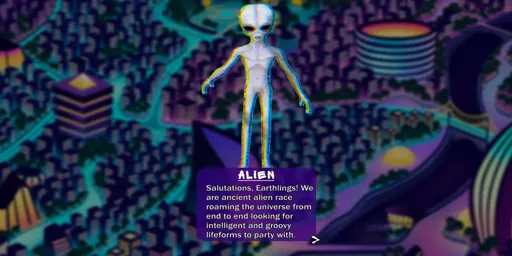 ALIEN
Salutations, Earthlings! We
are ancient alien race
roaming the universe from
end to end looking for
intelligent and groovy
lifeforms to party with.
>